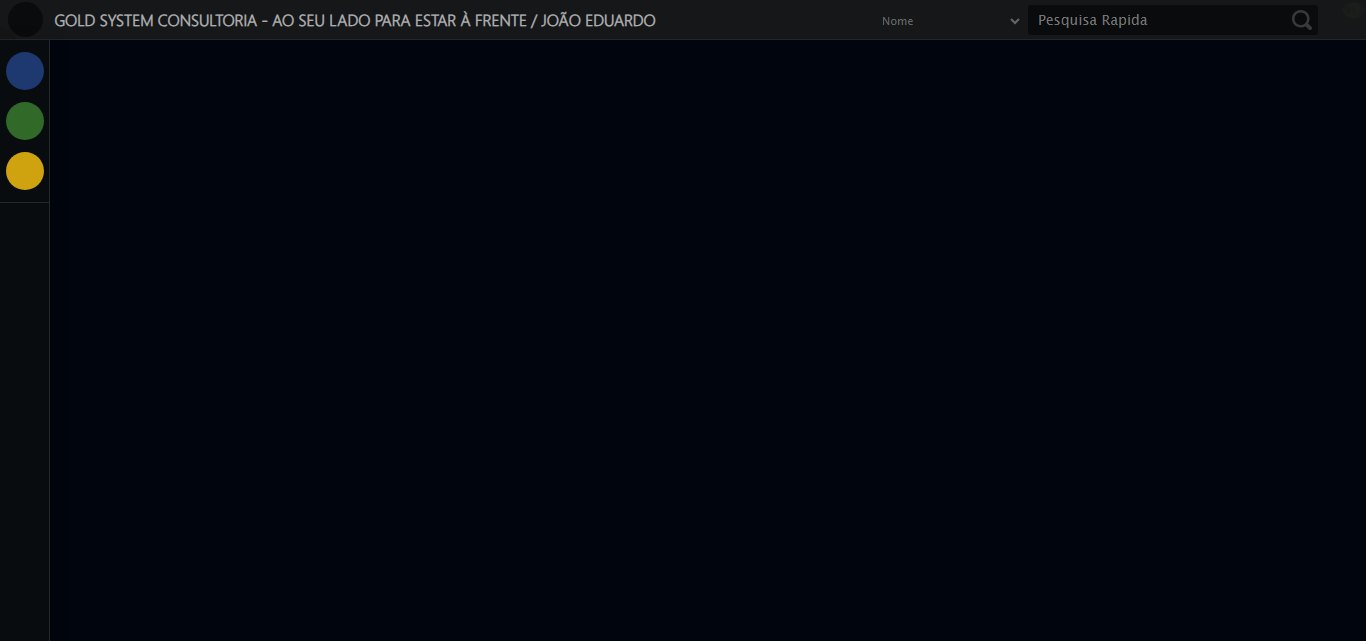 GOLD SYSTEM CONSULTORIA - AO SEU LADO PARA ESTAR À FRENTE / JOÃO EDUARDO
Nome
Pesquisa Rapida